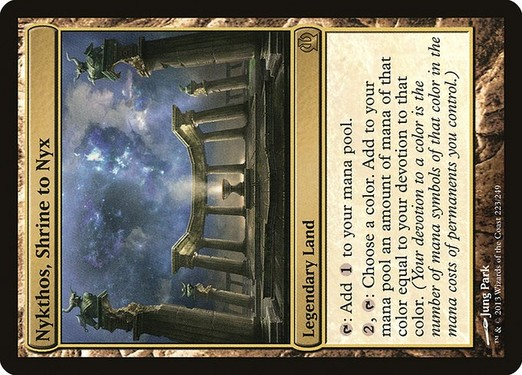 Nykthos, Shrine to Nyx
Legendary Land
: Add 1 to your mana pool.
2, : Choose a color. Add to your
mana pool an amount of mana of that
color equal to your devotion to that
color. (Your devotion to a color is the
number of mana symbols of that color in the
mana costs of permanents you control.)
Jung Park
™ & © 2013 Wizards of the Coast 223/249